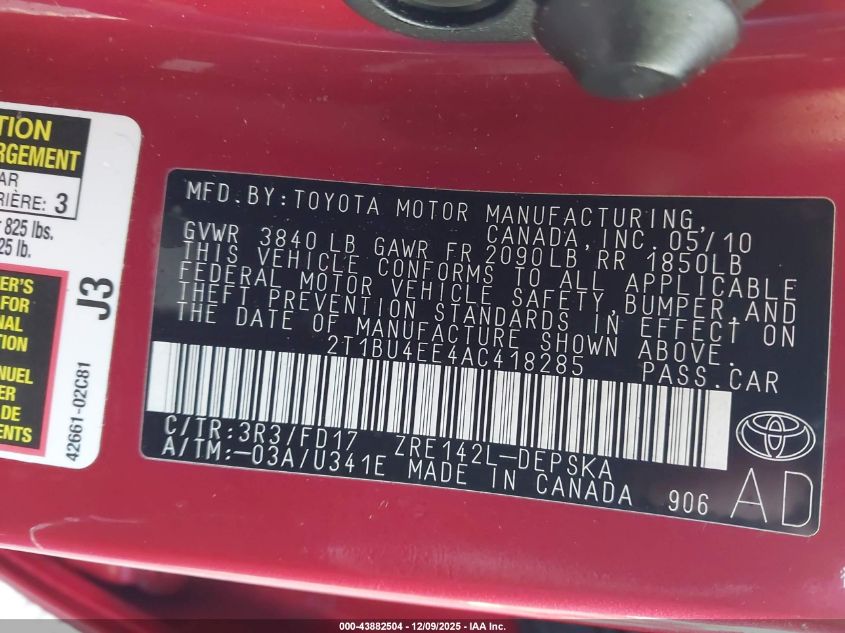 TION
RGEMENT
AR
RIÈRE: 3
825 lbs.
25 lb.
ER'S
FOR
NAL
TION
NUEL
ER
DE
ENTS
J3
42661-02C81
MFD.BY:TOYOTA MOTOR MANUFACTURING,
CANADA,INC.05/10
GVWR 3840LB GAWR FR 2090LB RR 1850LB
THIS VEHICLE CONFORMS TO ALL APPLICABLE
FEDERAL MOTOR VEHICLE SAFETY,BUMPER,AND
THEFT PREVENTION STANDARDS IN EFFECT ON
THE DATE OF MANUFACTURE SHOWN ABOVE.
2T1BU4EE4AC418285 PASS.CAR
C/TR:3R3/FD17 ZRE142L-DEPSKA
A/TM:-03A/U341E MADE IN CANADA 906
AD
000-43882504 - 12/09/2025 - IAA Inc.